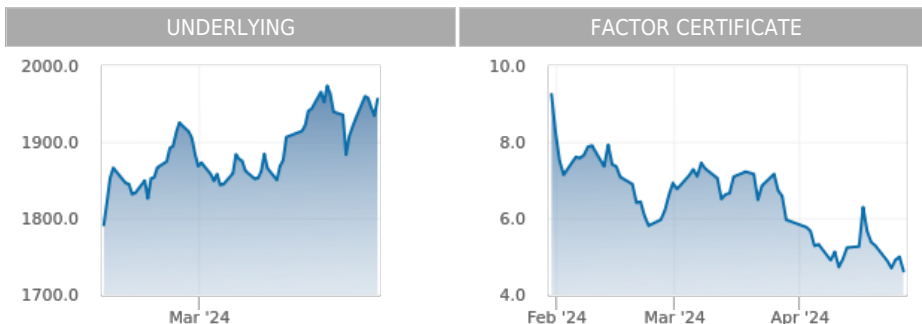 UNDERLYING
FACTOR CERTIFICATE
2000.0
1900.0
1800.0
1700.0
Mar '24
10.0
8.0
6.0
4.0
Feb '24 Mar '24 Apr '24